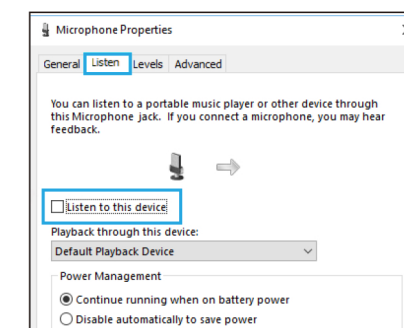 Microphone Properties
General Listen Levels Advanced
You can listen to a portable music player or other device through
this Microphone jack. If you connect a microphone, you may hear
feedback.
Listen to this device
Playback through this device:
Default Playback Device
Power Management
Continue running when on battery power
Disable automatically to save power